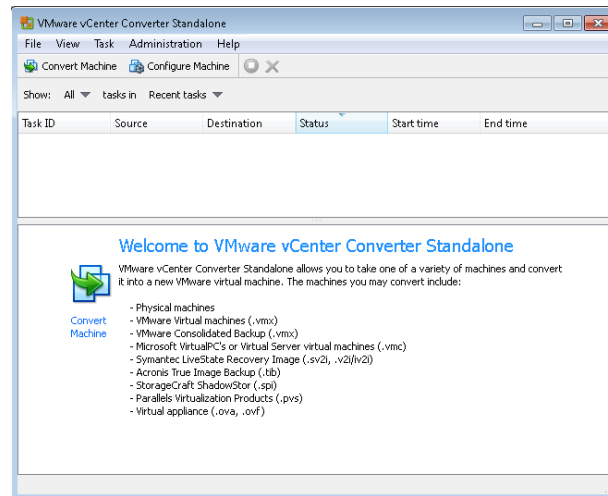 VMware vCenter Converter Standalone
File View Task Administration Help
Convert Machine Configure Machine
Show: All tasks in Recent tasks
Task ID Source Destination Status Start time End time
Welcome to VMware vCenter Converter Standalone
VMware vCenter Converter Standalone allows you to take one of a variety of machines and convert
it into a new VMware virtual machine. The machines you may convert include:
Convert
Machine
- Physical machines
- VMware Virtual machines (.vmx)
- VMware Consolidated Backup (.vmx)
- Microsoft VirtualPC's or Virtual Server virtual machines (.vmc)
- Symantec LiveState Recovery Image (.sv2i, .v2i/iv2i)
- Acronis True Image Backup (.tib)
- StorageCraft ShadowStor (.spi)
- Parallels Virtualization Products (.pvs)
- Virtual appliance (.ova, .ovf)